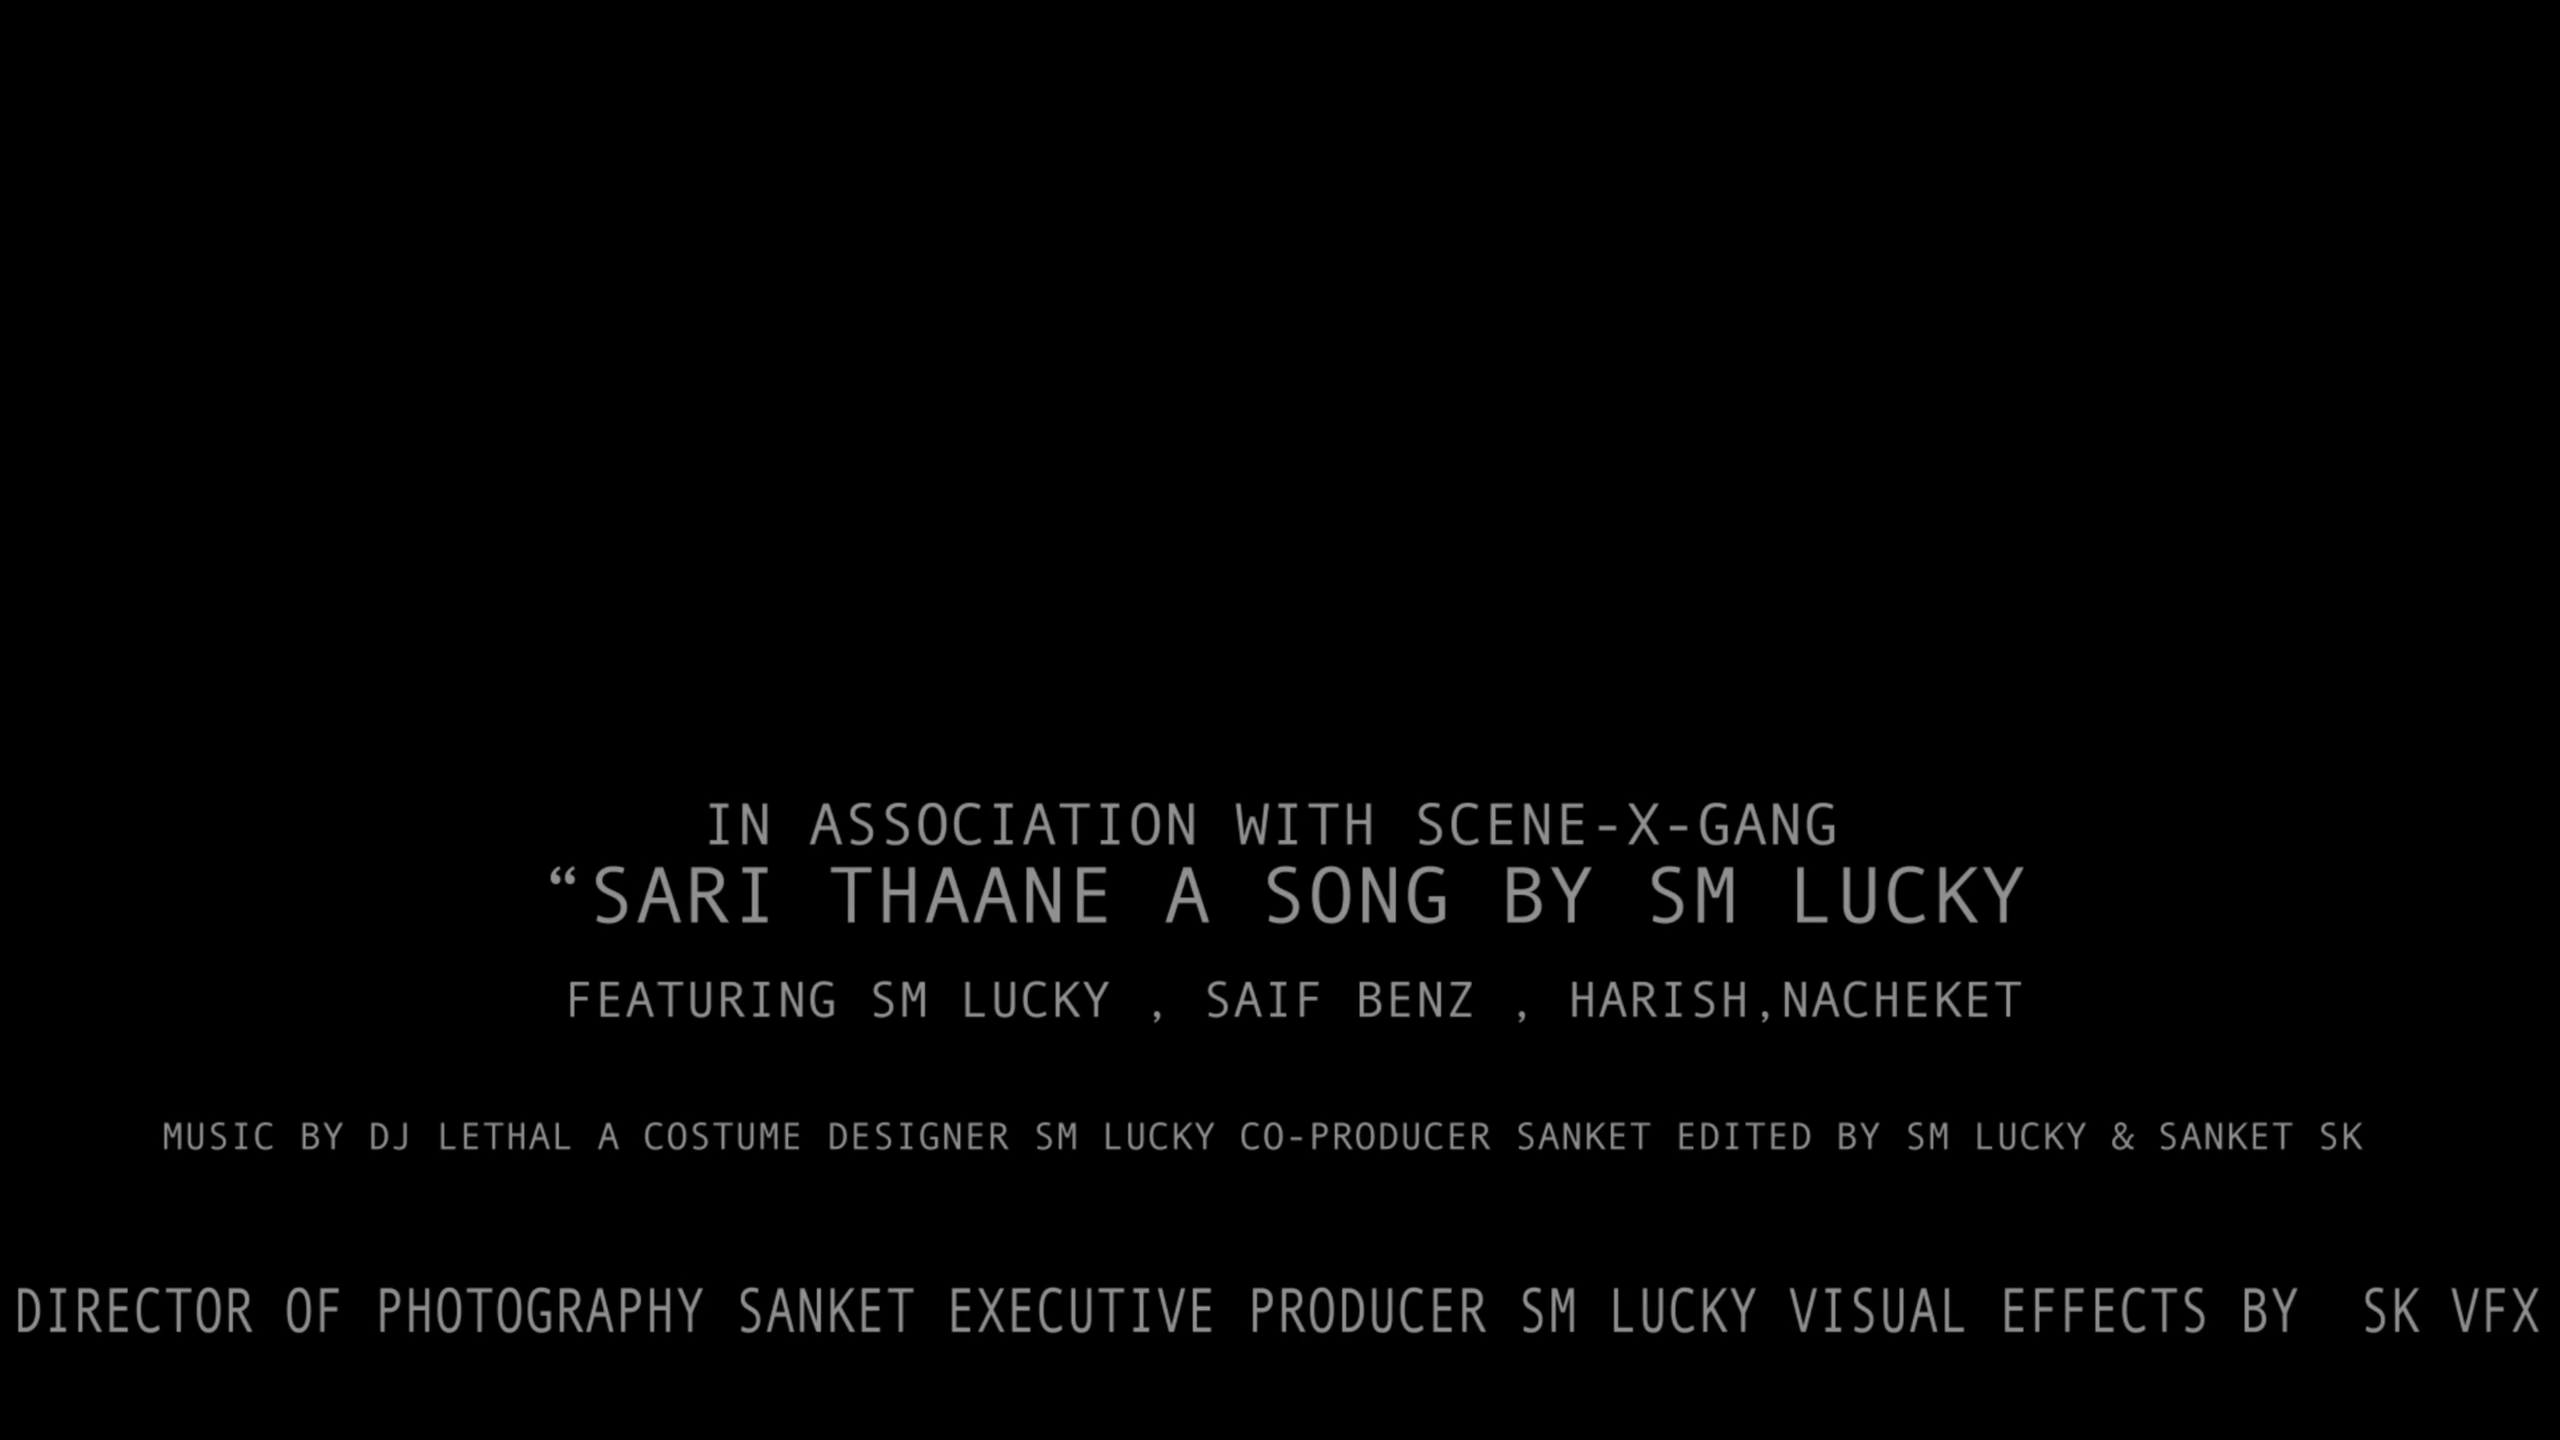 IN ASSOCIATION WITH SCENE-X-GANG
“SARI THAANE A SONG BY SM LUCKY
FEATURING SM LUCKY , SAIF BENZ , HARISH,NACHEKET
MUSIC BY DJ LETHAL A COSTUME DESIGNER SM LUCKY CO-PRODUCER SANKET EDITED BY SM LUCKY & SANKET SK
DIRECTOR OF PHOTOGRAPHY SANKET EXECUTIVE PRODUCER SM LUCKY VISUAL EFFECTS BY  SK VFX